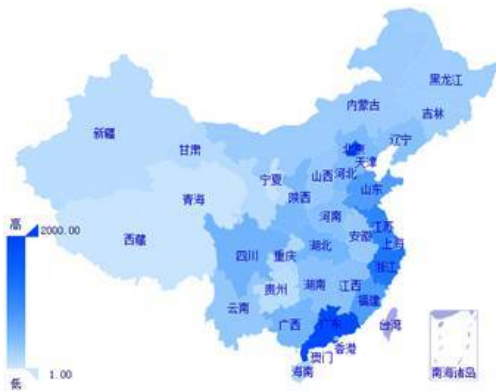 黑龙江
内蒙古
吉林
新疆
辽宁
甘肃
北京
天津
宁夏
山西
河北
山东
青海
陕西
河南
江苏
高
2000.00
西藏
安徽
上海
四川
重庆
湖北
浙江
湖南
江西
贵州
福建
云南
广西
广东
台湾
香港
澳门
1.00
海南
南海诸岛
低